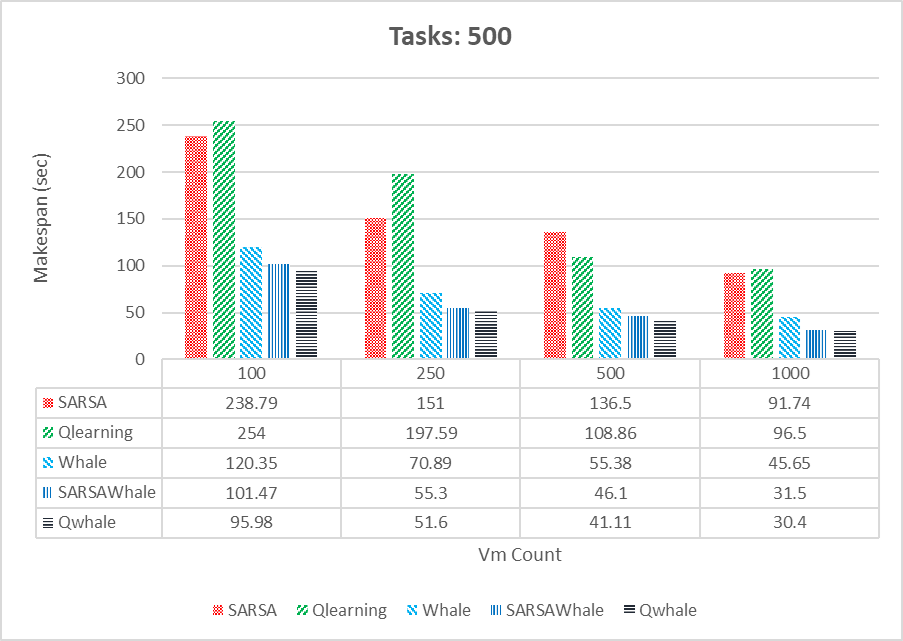 Tasks: 500
Makespan (sec)
300
250
200
150
100
50
0
100 250 500 1000
SARSA 238.79 151 136.5 91.74
Qlearning 254 197.59 108.86 96.5
Whale 120.35 70.89 55.38 45.65
SARSAWhale 101.47 55.3 46.1 31.5
Qwhale 95.98 51.6 41.11 30.4
Vm Count
SARSA Qlearning Whale SARSAWhale Qwhale